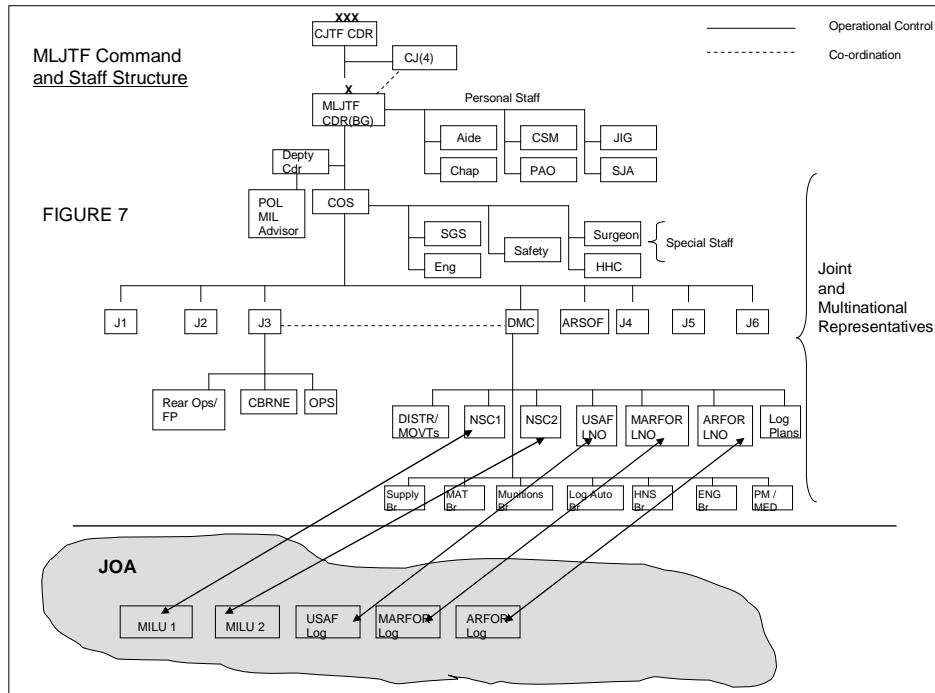 XXX
CJTF CDR
Operational Control
MLJTF Command
and Staff Structure
CJ(4)
Co-ordination
X
MLJTF
CDR(BG)
Personal Staff
Aide
CSM
JIG
Depty
Cdr
Chap
PAO
SJA
FIGURE 7
POL
MIL
Advisor
COS
SGS
Safety
Surgeon
Special Staff
Eng
HHC
Joint
and
Multinational
Representatives
J1
J2
J3
DMC
ARSOF
J4
J5
J6
Rear Ops/
FP
CBRNE
OPS
DISTR/
MOVTs
NSC1
NSC2
USAF
LNO
MARFOR
LNO
ARFOR
LNO
Log
Plans
Supply
Br
MAT
Br
Munitions
Br
Log Auto
Br
HNS
Br
ENG
Br
PM /
MED
JOA
MILU 1
MILU 2
USAF
Log
MARFOR
Log
ARFOR
Log